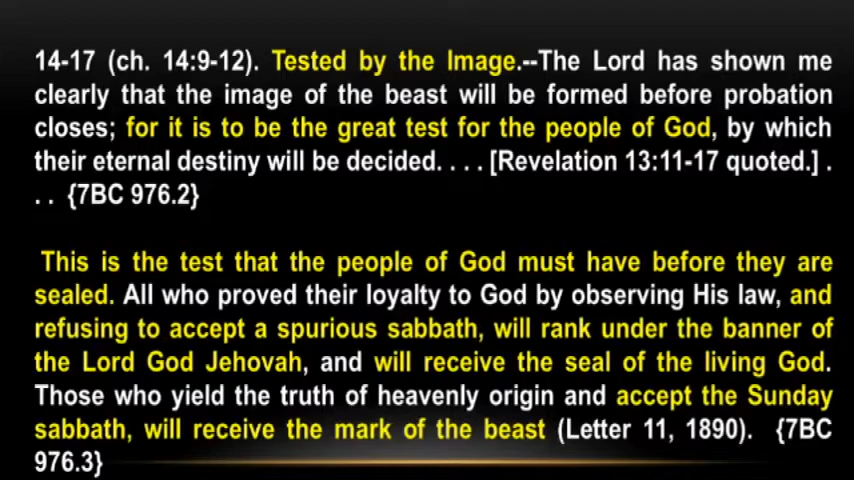 14-17 (ch. 14:9-12). Tested by the Image.--The Lord has shown me
clearly that the image of the beast will be formed before probation
closes; for it is to be the great test for the people of God, by which
their eternal destiny will be decided. . . . [Revelation 13:11-17 quoted.] .
. . {7BC 976.2}
This is the test that the people of God must have before they are
sealed. All who proved their loyalty to God by observing His law, and
refusing to accept a spurious sabbath, will rank under the banner of
the Lord God Jehovah, and will receive the seal of the living God.
Those who yield the truth of heavenly origin and accept the Sunday
sabbath, will receive the mark of the beast (Letter 11, 1890). {7BC
976.3}